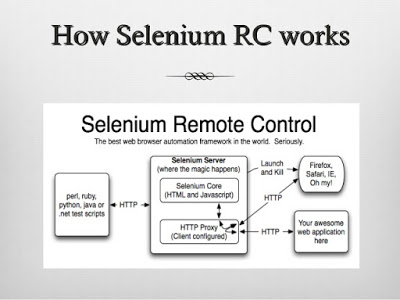 How Selenium RC works
Selenium Remote Control
The best web browser automation framework in the world. Seriously.
perl, ruby,
python, java or
.net test scripts
HTTP
Selenium Server
(where the magic happens)
Selenium Core
(HTML and Javascript)
HTTP Proxy
(Client configured)
Launch
and Kill
HTTP
HTTP
Firefox,
Safari, IE,
Oh my!
Your awesome
web application
here